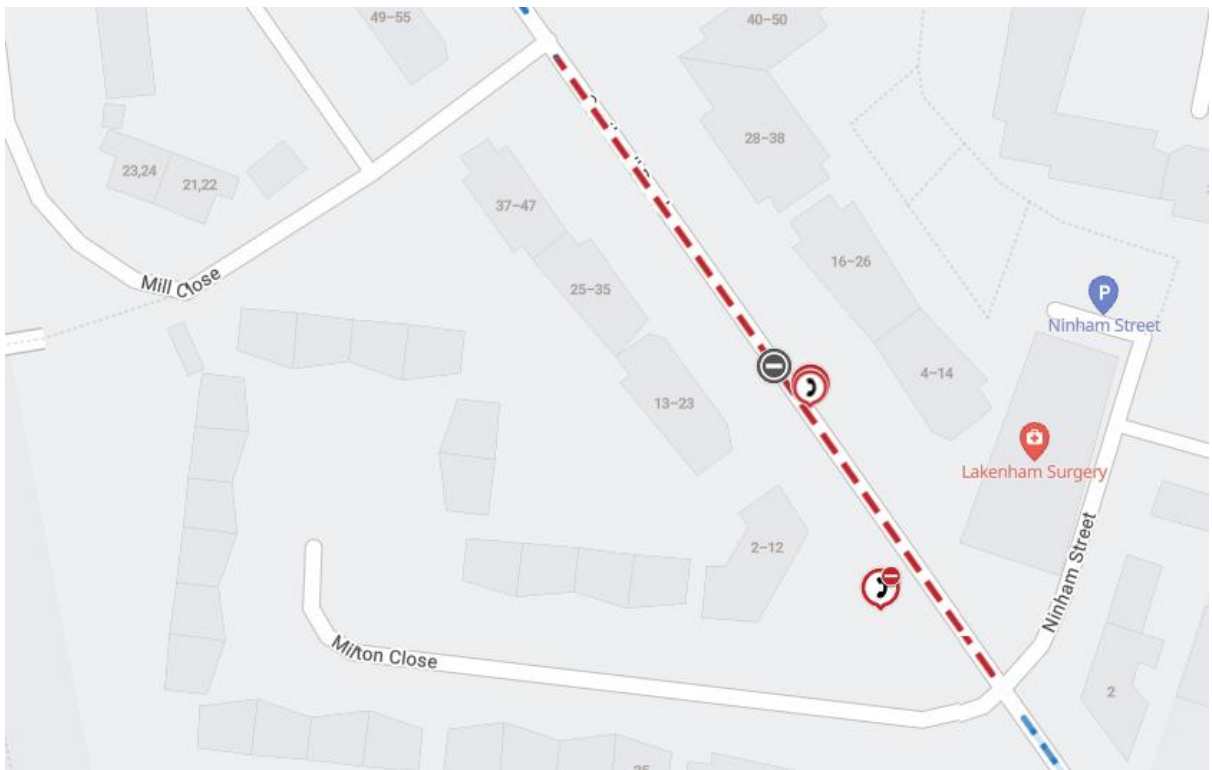 49–55
40–50
28–38
23,24
21,22
37–47
16–26
Mill Close
25–35
P
Ninham Street
4–14
13–23
Lakenham Surgery
2–12
Ninham Street
Milton Close
2